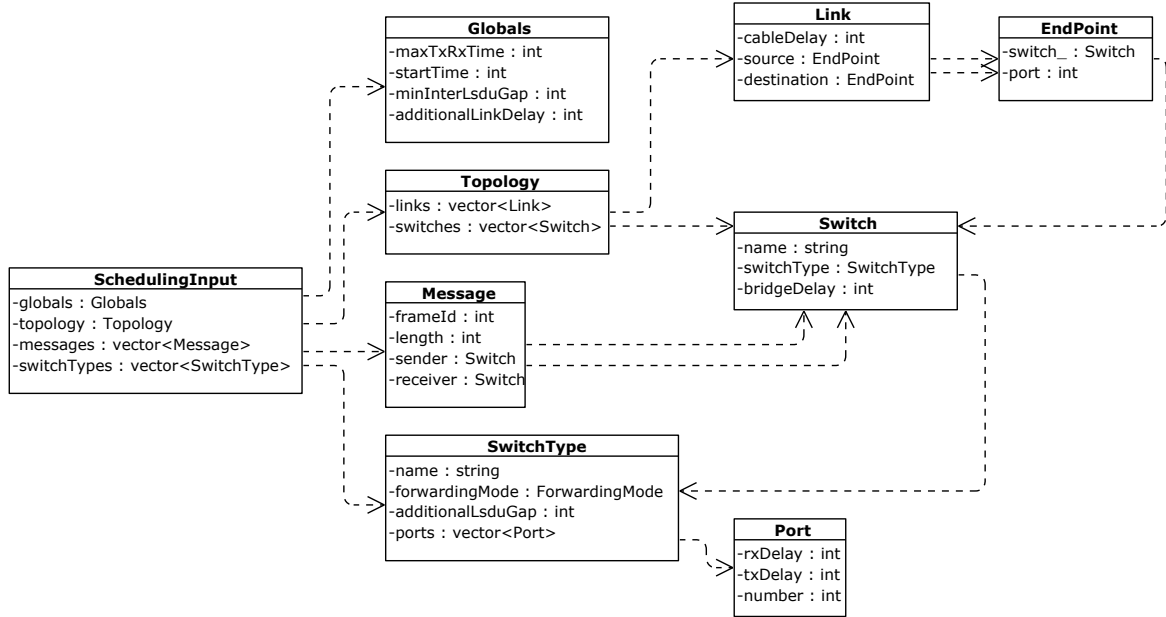 Globals
-maxTxRxTime : int
-startTime : int
-minInterLsduGap : int
-additionalLinkDelay : int
Link
-cableDelay : int
-source : EndPoint
-destination : EndPoint
EndPoint
-switch_ : Switch
-port : int
Topology
-links : vector<Link>
-switches : vector<Switch>
Switch
-name : string
-switchType : SwitchType
-bridgeDelay : int
SchedulingInput
-globals : Globals
-topology : Topology
-messages : vector<Message>
-switchTypes : vector<SwitchType>
Message
-frameId : int
-length : int
-sender : Switch
-receiver : Switch
SwitchType
-name : string
-forwardingMode : ForwardingMode
-additionalLsduGap : int
-ports : vector<Port>
Port
-rxDelay : int
-txDelay : int
-number : int